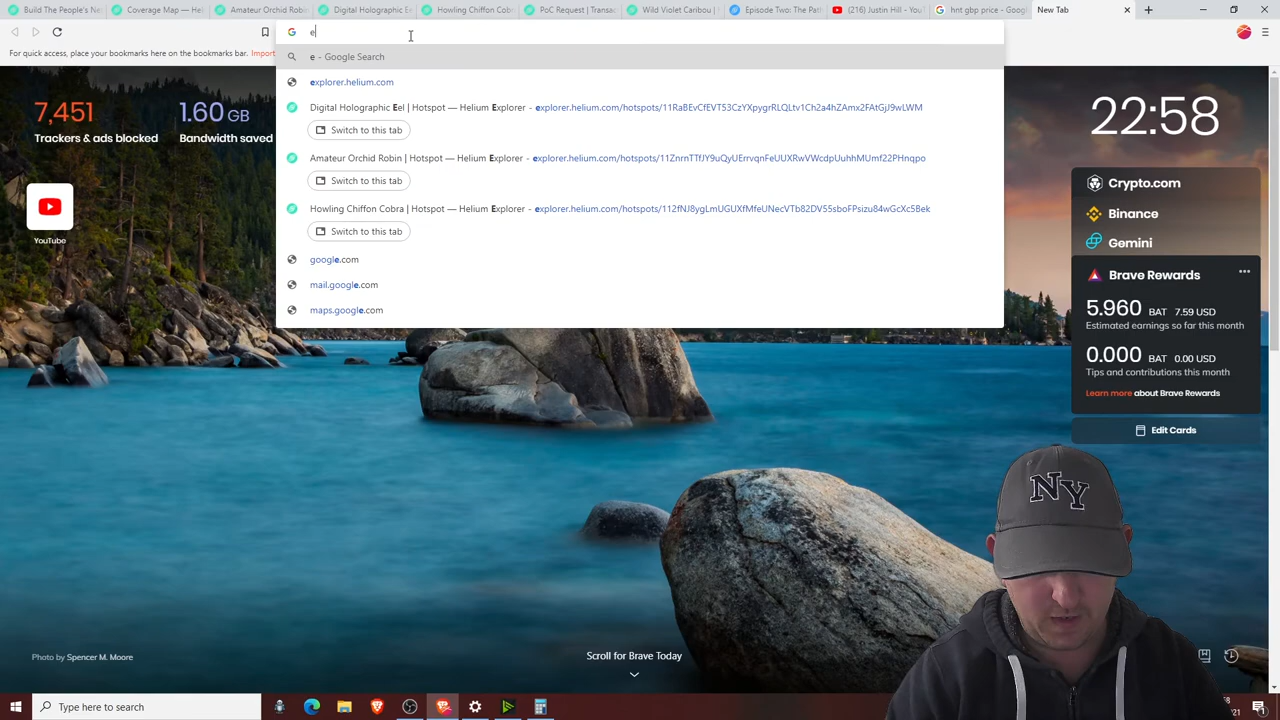 Build The People's Net
Coverage Map — Hel
Amateur Orchid Robin
Digital Holographic Ee
Howling Chiffon Cobra
PoC Request | Transac
Wild Violet Caribou |
Episode Two: The Path
(216) Justin Hill - You
hnt gbp price - Googl
New Tab
e
For quick access, place your bookmarks here on the bookmarks bar. Import
e - Google Search
explorer.helium.com
Digital Holographic Eel | Hotspot — Helium Explorer - explorer.helium.com/hotspots/11RaBEvCfEVT53CzYXpygrRLQLtv1Ch2a4hZAmx2FAtGjJ9wLWM
Switch to this tab
Amateur Orchid Robin | Hotspot — Helium Explorer - explorer.helium.com/hotspots/11ZnrnTTfJY9uQyUErrvqnFeUUXRwVWcdpUuhhMUmf22PHnqpo
Switch to this tab
Howling Chiffon Cobra | Hotspot — Helium Explorer - explorer.helium.com/hotspots/112fNJ8ygLmUGUXfMfeUNecVTb82DV55sboFPsizu84wGcXc5Bek
Switch to this tab
google.com
mail.google.com
maps.google.com
7,451
Trackers & ads blocked
1.60 GB
Bandwidth saved
22:58
YouTube
Crypto.com
Binance
Gemini
Brave Rewards
5.960 BAT 7.59 USD
Estimated earnings so far this month
0.000 BAT 0.00 USD
Tips and contributions this month
Learn more about Brave Rewards
Edit Cards
NY
Photo by Spencer M. Moore
Scroll for Brave Today
Type here to search